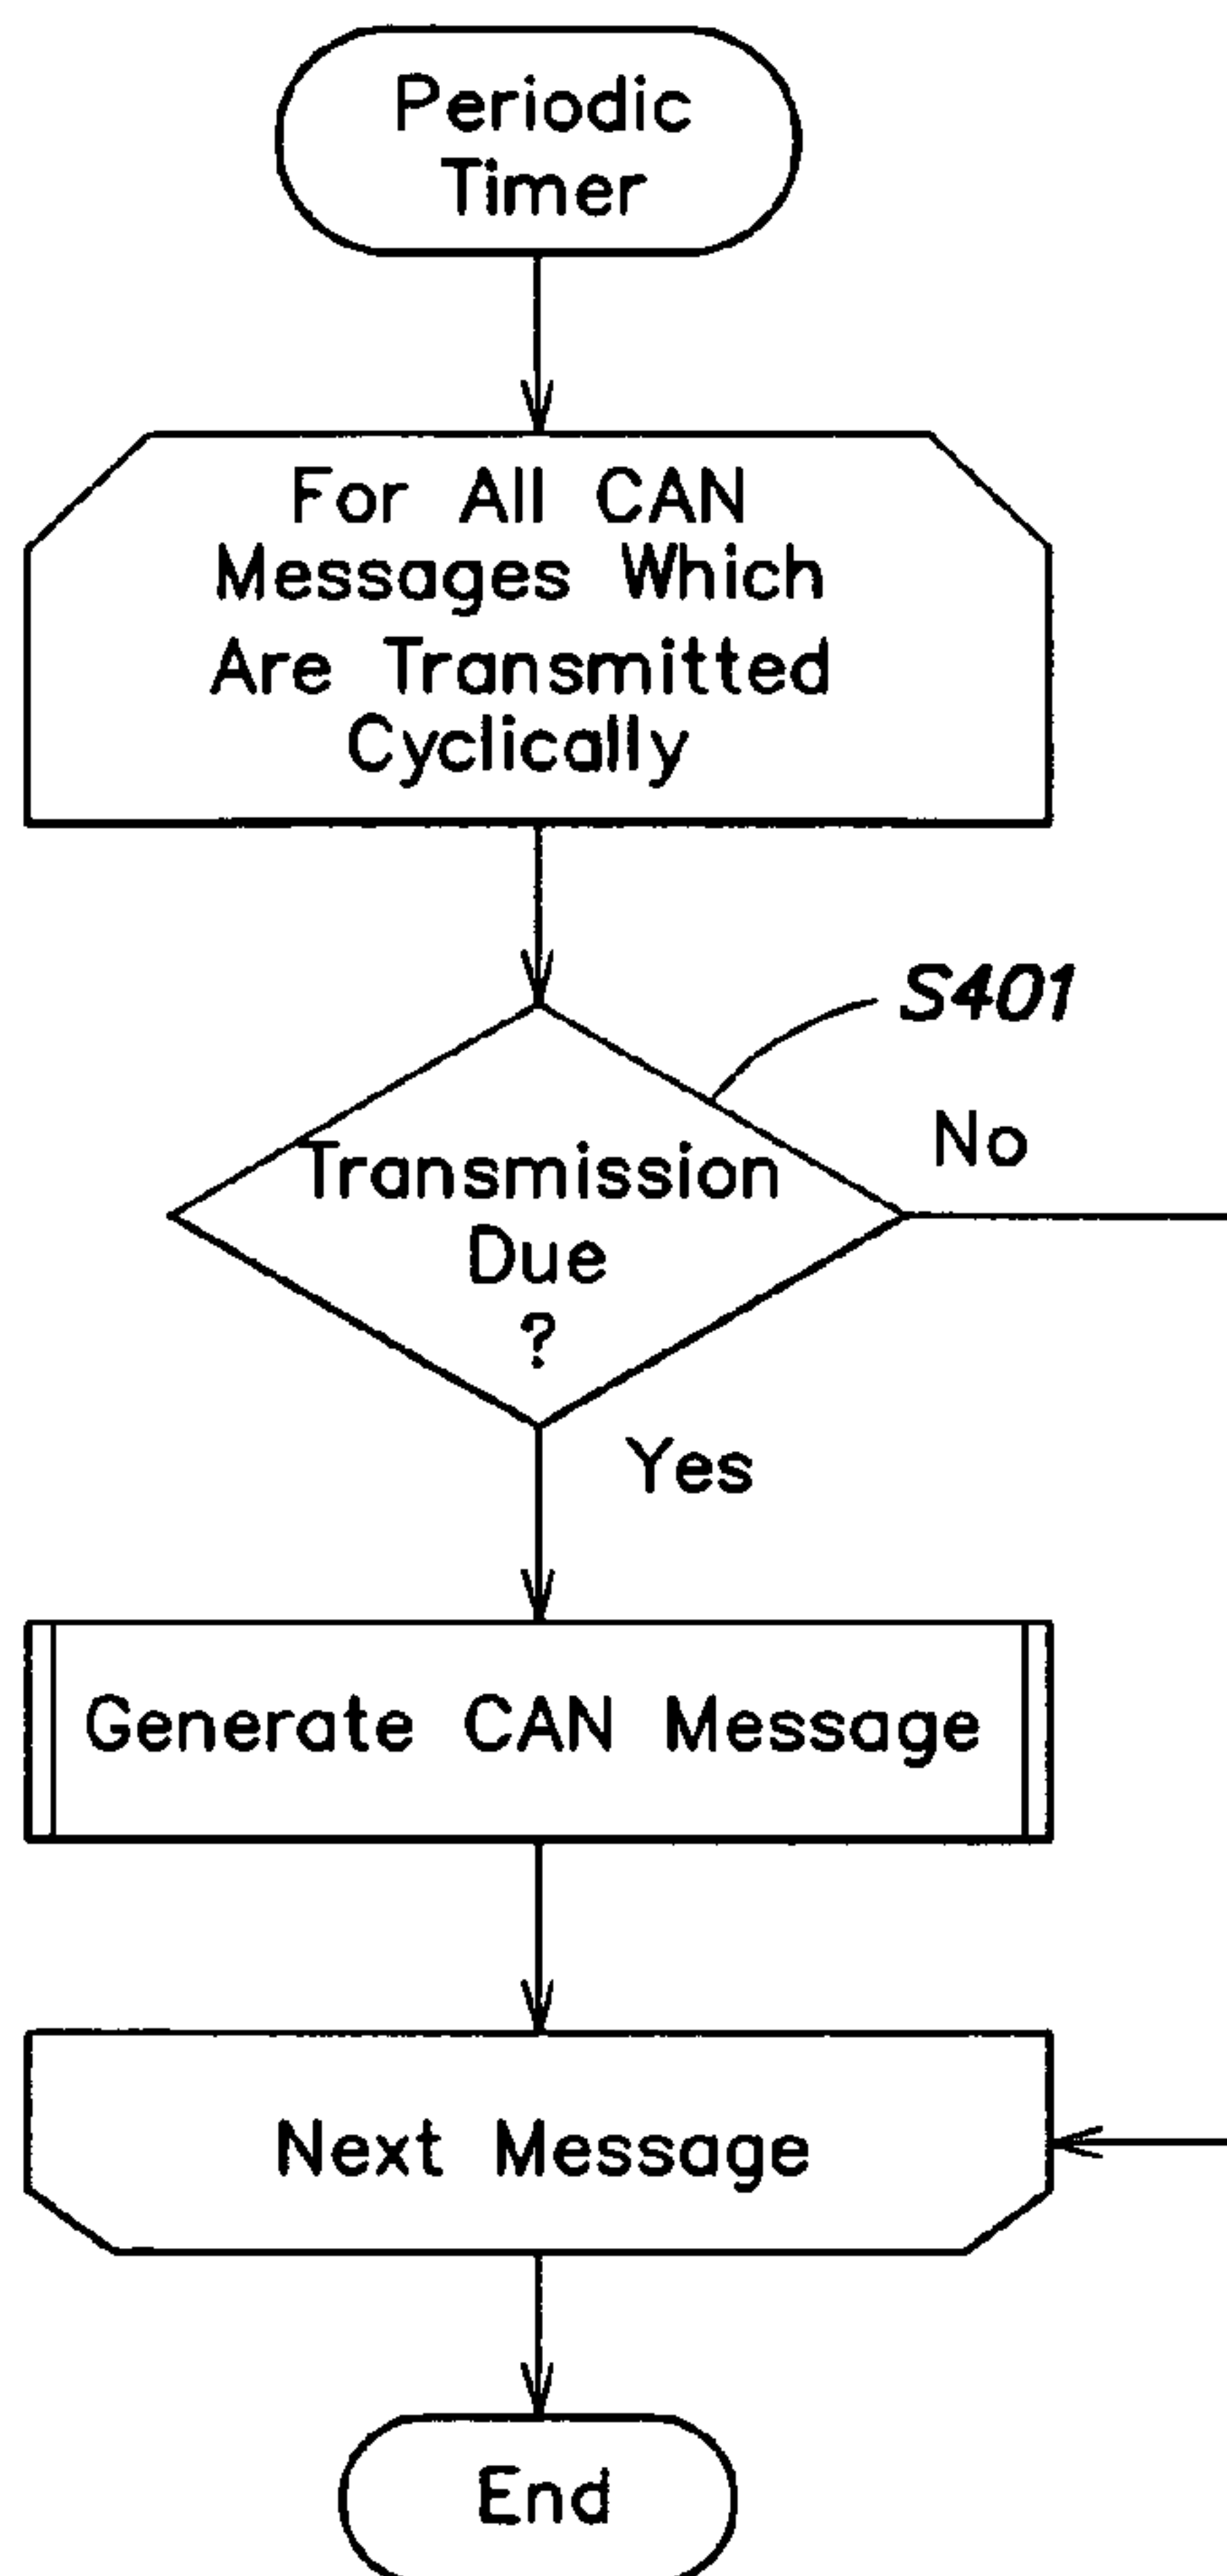 Periodic
Timer
For All CAN
Messages Which
Are Transmitted
Cyclically
S401
No
Transmission
Due
?
Yes
Generate CAN Message
Next Message
End